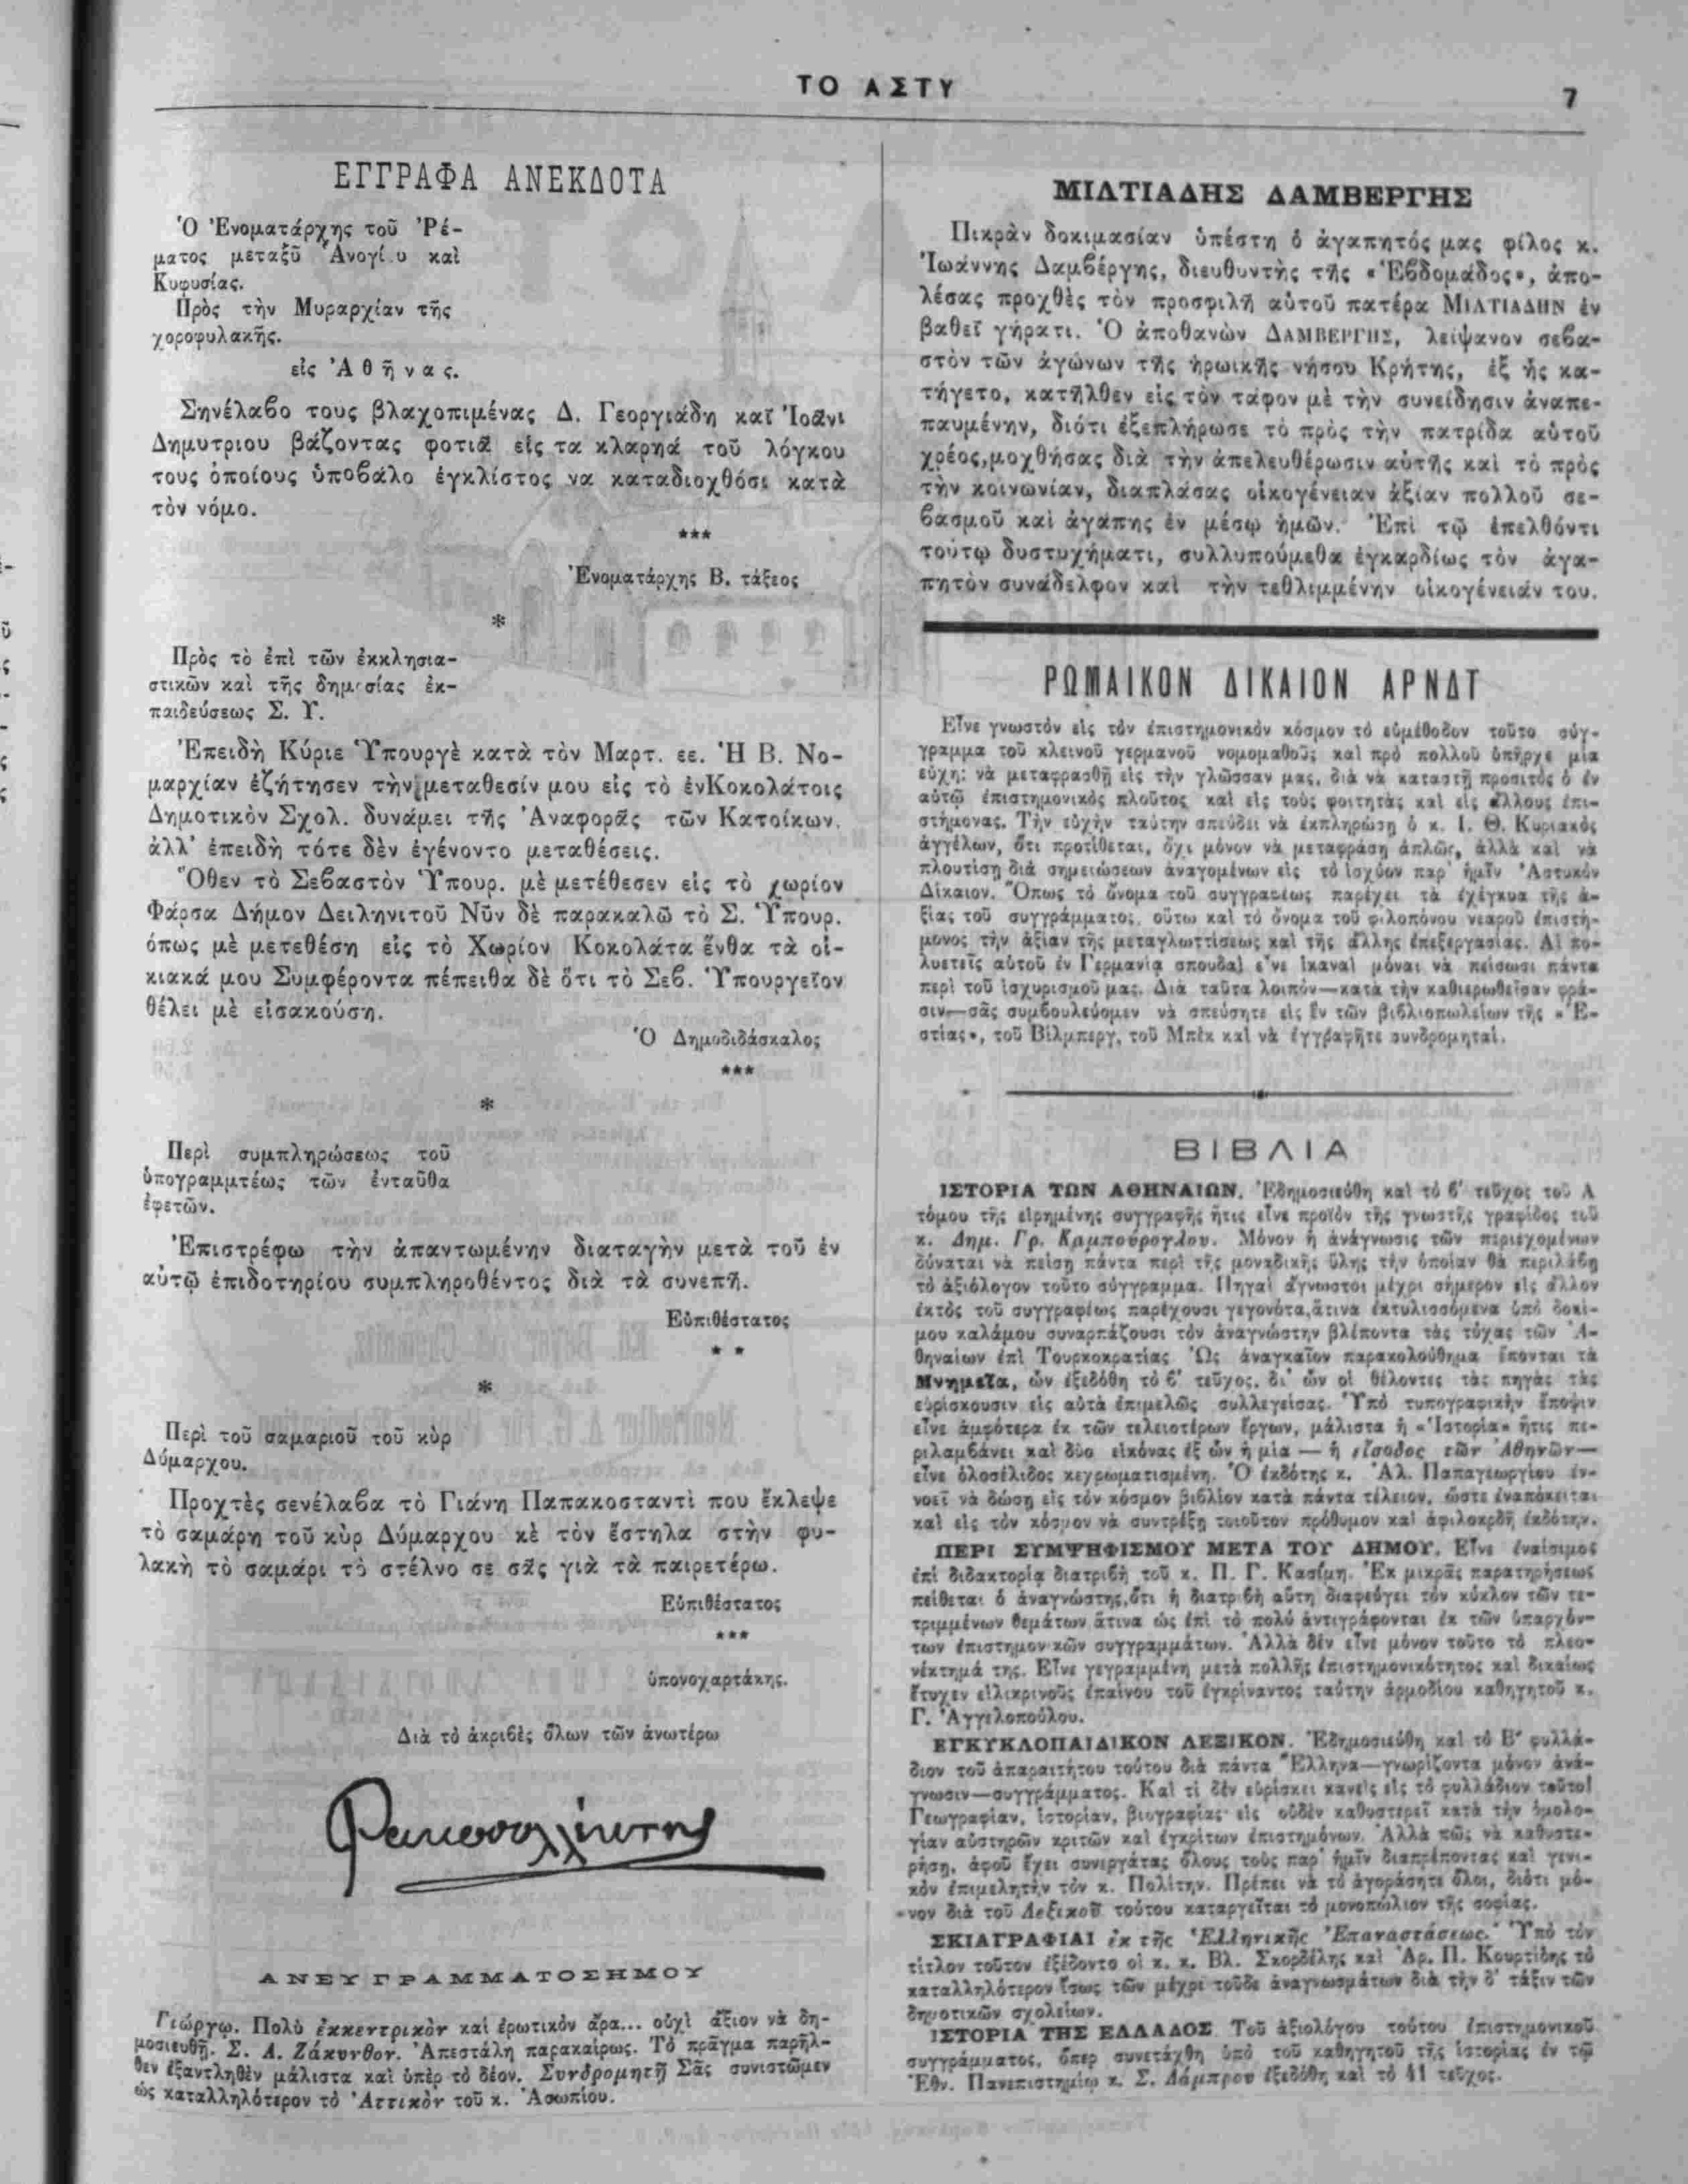 ΤΟ ΑΣΤΥ
7
ΕΓΓΡΑΦΑ ΑΝΕΚΔΟΤΑ
Ὁ Ἐνοματάρχης τοῦ Ῥέ-
ματος μεταξῦ Ἀνογί.υ καὶ
Κυφυσίας.
Πρὸς τὴν Μυραρχίαν τῆς
χοροφυλακῆς.
εἰς Ἀθῆνας.
Σηνέλαβο τους βλαχοπιμένας Δ. Γεοργιάδη καῖ Ἰοᾶνι
Δημυτριου βάζοντας φοτιᾶ εἰς τα κλαρηά τοῦ λόγκου
τους ὁποίους ὑποβάλο ἐγκλίστος να καταδιοχθόσι κατὰ
τὸν νόμο.
***
Ἐνοματάρχης Β. τάξεος
*
Πρὸς τὸ ἐπὶ τῶν ἐκκλησια-
στικῶν καὶ τῆς δημοσίας ἐκ-
παιδεύσεως Σ. Υ.
Ἐπειδὴ Κύριε Ὑπουργὲ κατὰ τὸν Μαρτ. εε. Ἡ Β. Νο-
μαρχίαν ἐζήτησεν τὴν μεταθεσίν μου εἰς τὸ ἐνΚοκολάτοις
Δημοτικὸν Σχολ. δυνάμει τῆς Ἀναφορᾶς τῶν Κατοίκων.
ἀλλ' ἐπειδὴ τότε δὲν ἐγένοντο μεταθέσεις.
Ὅθεν τὸ Σεβαστὸν Ὑπουρ. μὲ μετέθεσεν εἰς τὸ χωρίον
Φάρσα Δήμον Δειληνιτοῦ Νῦν δὲ παρακαλῶ τὸ Σ. Ὑπουρ.
όπως μὲ μετεθέση εἰς τὸ Χωρίον Κοκολάτα ἔνθα τὰ οἰ-
κιακά μου Συμφέροντα πέπειθα δὲ ὅτι τὸ Σεβ. Ὑπουργεῖον
θέλει μὲ εἰσακούση.
Ὁ Δημοδιδάσκαλος
***
*
Περὶ συμπληρώσεως τοῦ
ὑπογραμμτέως τῶν ἐνταῦθα
ἐφετῶν.
Ἐπιστρέφω τὴν ἀπαντωμένην διαταγὴν μετὰ τοῦ ἐν
αὐτῷ ἐπιδοτηρίου συμπληροθέντος διὰ τὰ συνεπῆ.
Εὐπιθέστατος
* *
*
Περὶ τοῦ σαμαριοῦ τοῦ κὺρ
Δύμαρχου.
Προχτὲς σενέλαβα τὸ Γιάνη Παπακοσταντὶ που ἔκλεψε
τὸ σαμάρη τοῦ κὺρ Δύμαρχου κὲ τὸν ἔστηλα στὴν φυ-
λακὴ τὸ σαμάρι τὸ στέλνο σε σᾶς γιὰ τὰ παιρετέρω.
Εὐπιθέστατος
***
ὑπονοχαρτάκης.
Διὰ τὸ ἀκριβὲς ὅλων τῶν ἀνωτέρω
ΑΝΕΥ ΓΡΑΜΜΑΤΟΣΗΜΟΥ
Γιώργῳ. Πολὺ ἐκκεντρικὸν καὶ ἐρωτικὸν ἄρα... οὐχὶ ἄξιον νὰ δη-
μοσιευθῇ. Σ. Α. Ζάκυνθον. Ἀπεστάλη παρακαίρως. Τὸ πρᾶγμα παρῆλ-
θεν ἐξαντληθὲν μάλιστα καὶ ὑπὲρ τὸ δέον. Συνδρομητῇ Σᾶς συνιστῶμεν
ὡς καταλληλότερον τὸ Ἀττικὸν τοῦ κ. Ἀσωπίου.
ΜΙΛΤΙΑΔΗΣ ΔΑΜΒΕΡΓΗΣ
Πικρὰν δοκιμασίαν ὑπέστη ὁ ἀγαπητός μας φίλος κ.
Ἰωάννης Δαμβέργης, διευθυντὴς τῆς «Ἑβδομάδος», ἀπο-
λέσας προχθὲς τὸν προσφιλῆ αὐτοῦ πατέρα ΜΙΛΤΙΑΔΗΝ ἐν
βαθεῖ γήρατι. Ὁ ἀποθανὼν ΔΑΜΒΕΡΓΗΣ, λείψανον σεβα-
στὸν τῶν ἀγώνων τῆς ἡρωικῆς νήσου Κρήτης, ἐξ ἧς κα-
τήγετο, κατῆλθεν εἰς τὸν τάφον μὲ τὴν συνείδησιν ἀναπε-
παυμένην, διότι ἐξεπλήρωσε τὸ πρὸς τὴν πατρίδα αὐτοῦ
χρέος,μοχθήσας διὰ τὴν ἀπελευθέρωσιν αὐτῆς καὶ τὸ πρὸς
τὴν κοινωνίαν, διαπλάσας οἰκογένειαν ἀξίαν πολλοῦ σε-
βασμοῦ καὶ ἀγάπης ἐν μέσῳ ἡμῶν. Ἐπὶ τῷ ἐπελθόντι
τούτῳ δυστυχήματι, συλλυπούμεθα ἐγκαρδίως τὸν ἀγα-
πητὸν συνάδελφον καὶ τὴν τεθλιμμένην οἰκογένειάν του.
ΡΩΜΑΙΚΟΝ ΔΙΚΑΙΟΝ ΑΡΝΔΤ
Εἶνε γνωστὸν εἰς τὸν ἐπιστημονικὸν κόσμον τὸ εὐμέθοδον τοῦτο σύγ-
γραμμα τοῦ κλεινοῦ γερμανοῦ νομομαθοῦς καὶ πρὸ πολλοῦ ὑπῆρχε μία
εὐχή: νὰ μεταφρασθῇ εἰς τὴν γλῶσσαν μας, διὰ νὰ καταστῇ προσιτὸς ὁ ἐν
αὐτῷ ἐπιστημονικὸς πλοῦτος καὶ εἰς τοὺς φοιτητὰς καὶ εἰς ἄλλους ἐπι-
στήμονας. Τὴν εὐχὴν ταύτην σπεύδει νὰ ἐκπληρώσῃ ὁ κ. Ι. Θ. Κυριακὸς
ἀγγέλων, ὅτι προτίθεται, ὄχι μόνον νὰ μεταφράσῃ ἁπλῶς, ἀλλὰ καὶ νὰ
πλουτίσῃ διὰ σημειώσεων ἀναγομένων εἰς τὸ ἰσχύον παρ' ἡμῖν Ἀστυκὸν
Δίκαιον. Ὅπως τὸ ὄνομα τοῦ συγγραφέως παρέχει τὰ ἐχέγγυα τῆς ἀ-
ξίας τοῦ συγγράμματος, οὕτω καὶ τὸ ὄνομα τοῦ φιλοπόνου νεαροῦ ἐπιστή-
μονος τὴν ἀξίαν τῆς μεταγλωττίσεως καὶ τῆς ἄλλης ἐπεξεργασίας. Αἱ πο-
λυετεῖς αὐτοῦ ἐν Γερμανίᾳ σπουδαὶ εἶνε ἱκαναὶ μόναι νὰ πείσωσι πάντα
περὶ τοῦ ἰσχυρισμοῦ μας. Διὰ ταῦτα λοιπὸν—κατὰ τὴν καθιερωθεῖσαν φρά-
σιν—σᾶς συμβουλεύομεν νὰ σπεύσητε εἰς ἓν τῶν βιβλιοπωλείων τῆς «Ἑ-
στίας», τοῦ Βίλμπεργ, τοῦ Μπὲκ καὶ νὰ ἐγγραφῆτε συνδρομηταί.
ΒΙΒΛΙΑ
ΙΣΤΟΡΙΑ ΤΩΝ ΑΘΗΝΑΙΩΝ. Ἐδημοσιεύθη καὶ τὸ 6' τεῦχος τοῦ Α
τόμου τῆς εἰρημένης συγγραφῆς ἥτις εἶνε προϊὸν τῆς γνωστῆς γραφίδος τοῦ
κ. Δημ. Γρ. Καμπούρογλου. Μόνον ἡ ἀνάγνωσις τῶν περιεχομένων
δύναται νὰ πείσῃ πάντα περὶ τῆς μοναδικῆς ὕλης τὴν ὁποίαν θὰ περιλάβῃ
τὸ ἀξιόλογον τοῦτο σύγγραμμα. Πηγαὶ ἄγνωστοι μέχρι σήμερον εἰς ἄλλον
ἐκτὸς τοῦ συγγραφέως παρέχουσι γεγονότα,ἅτινα ἐκτυλισσόμενα ὑπὸ δοκί-
μου καλάμου συναρπάζουσι τὸν ἀναγνώστην βλέποντα τὰς τύχας τῶν Ἀ-
θηναίων ἐπὶ Τουρκοκρατίας Ὡς ἀναγκαῖον παρακολούθημα ἕπονται τὰ
Μνημεῖα, ὧν ἐξεδόθη τὸ 6' τεῦχος, δι' ὧν οἱ θέλοντες τὰς πηγὰς τὰς
εὑρίσκουσιν εἰς αὐτὰ ἐπιμελῶς συλλεγείσας. Ὑπὸ τυπογραφικὴν ἔποψιν
εἶνε ἀμφότερα ἐκ τῶν τελειοτέρων ἔργων, μάλιστα ἡ «Ἱστορία» ἥτις πε-
ριλαμβάνει καὶ δύο εἰκόνας ἐξ ὧν ἡ μία — ἡ εἴσοδος τῶν Ἀθηνῶν—
εἶνε ὁλοσέλιδος κεχρωματισμένη. Ὁ ἐκδότης κ. Ἀλ. Παπαγεωργίου ἐν-
νοεῖ νὰ δώσῃ εἰς τὸν κόσμον βιβλίον κατὰ πάντα τέλειον, ὥστε ἐναπόκειται
καὶ εἰς τὸν κόσμον νὰ συντρέξῃ τοιοῦτον πρόθυμον καὶ ἀφιλοκρδῆ ἐκδότην.
ΠΕΡΙ ΣΥΜΨΗΦΙΣΜΟΥ ΜΕΤΑ ΤΟΥ ΔΗΜΟΥ. Εἶνε ἐναίσιμος
ἐπὶ διδακτορίᾳ διατριβὴ τοῦ κ. Π. Γ. Κασίμη. Ἐκ μικρᾶς παρατηρήσεως
πείθεται ὁ ἀναγνώστης,ὅτι ἡ διατριβὴ αὕτη διαφεύγει τὸν κύκλον τῶν τε-
τριμμένων θεμάτων ἅτινα ὡς ἐπὶ τὸ πολὺ ἀντιγράφονται ἐκ τῶν ὑπαρχόν-
των ἐπιστημονικῶν συγγραμμάτων. Ἀλλὰ δὲν εἶνε μόνον τοῦτο τὸ πλεο-
νέκτημά της. Εἶνε γεγραμμένη μετὰ πολλῆς ἐπιστημονικότητος καὶ δικαίως
ἔτυχεν εἰλικρινοῦς ἐπαίνου τοῦ ἐγκρίναντος ταύτην ἁρμοδίου καθηγητοῦ κ.
Γ. Ἀγγελοπούλου.
ΕΓΚΥΚΛΟΠΑΙΔΙΚΟΝ ΛΕΞΙΚΟΝ. Ἐδημοσιεύθη καὶ τὸ Β' φυλλά-
διον τοῦ ἀπαραιτήτου τούτου διὰ πάντα Ἕλληνα—γνωρίζοντα μόνον ἀνά-
γνωσιν—συγγράμματος. Καὶ τί δὲν εὑρίσκει κανεὶς εἰς τὸ φυλλάδιον τοῦτο!
Γεωγραφίαν, ἱστορίαν, βιογραφίας· εἰς οὐδὲν καθυστερεῖ κατὰ τὴν ὁμολο-
γίαν αὐστηρῶν κριτῶν καὶ ἐγκρίτων ἐπιστημόνων. Ἀλλὰ πῶς νὰ καθυστε-
ρήσῃ, ἀφοῦ ἔχει συνεργάτας ὅλους τοὺς παρ' ἡμῖν διαπρέποντας καὶ γενι-
κὸν ἐπιμελητὴν τὸν κ. Πολίτην. Πρέπει νὰ τὸ ἀγοράσητε ὅλοι, διότι μό-
νον διὰ τοῦ Λεξικοῦ τούτου καταργεῖται τὸ μονοπώλιον τῆς σοφίας.
ΣΚΙΑΓΡΑΦΙΑΙ ἐκ τῆς Ἑλληνικῆς Ἐπαναστάσεως. Ὑπὸ τὸν
τίτλον τοῦτον ἐξέδοντο οἱ κ. κ. Βλ. Σκορδέλης καὶ Ἀρ. Π. Κουρτίδης τὸ
καταλληλότερον ἴσως τῶν μέχρι τοῦδε ἀναγνωσμάτων διὰ τὴν δ' τάξιν τῶν
δημοτικῶν σχολείων.
ΙΣΤΟΡΙΑ ΤΗΣ ΕΛΛΑΔΟΣ Τοῦ ἀξιολόγου τούτου ἐπιστημονικοῦ
συγγράμματος, ὅπερ συνετάχθη ὑπὸ τοῦ καθηγητοῦ τῆς ἱστορίας ἐν τῷ
Ἐθν. Πανεπιστημίῳ κ. Σ. Λάμπρου ἐξεδόθη καὶ τὸ 41 τεῦχος.